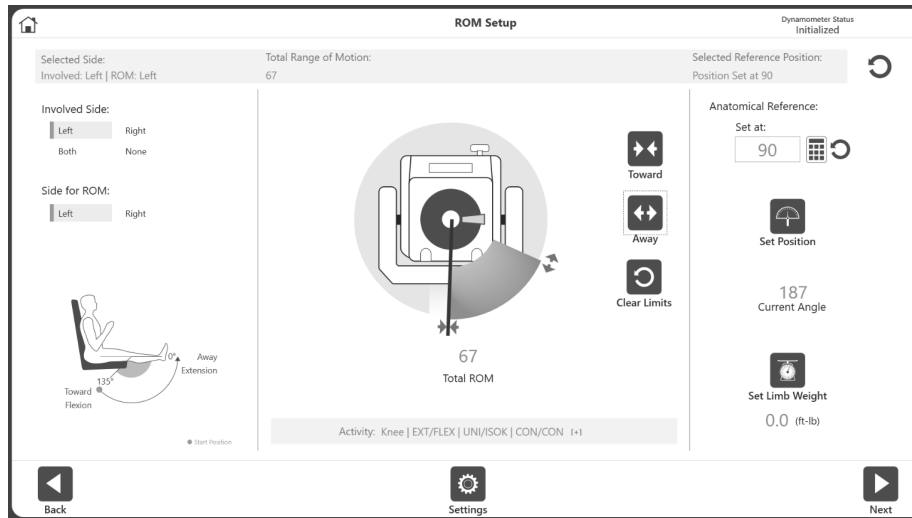 ROM Setup
Dynamometer Status
Initialized
Selected Side:
Involved: Left | ROM: Left
Total Range of Motion:
67
Selected Reference Position:
Position Set at 90
Involved Side:
Left Right
Both None
Side for ROM:
Left Right
0°
Away
Extension
135°
Toward
Flexion
Start Position
67
Total ROM
Activity: Knee | EXT/FLEX | UNI/ISOK | CON/CON [+]
Toward
Away
Clear Limits
Anatomical Reference:
Set at:
90
Set Position
187
Current Angle
Set Limb Weight
0.0 (ft-lb)
Back
Settings
Next